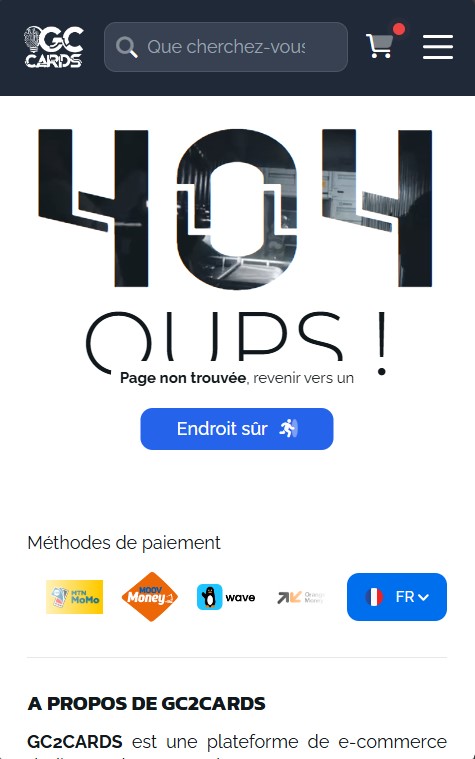 GC
CARDS
Que cherchez-vous
404
OUPS !
Page non trouvée, revenir vers un
Endroit sûr
Méthodes de paiement
MTN
MoMo
MOOV
Money
wave
Orange
Money
FR
A PROPOS DE GC2CARDS
GC2CARDS est une plateforme de e-commerce